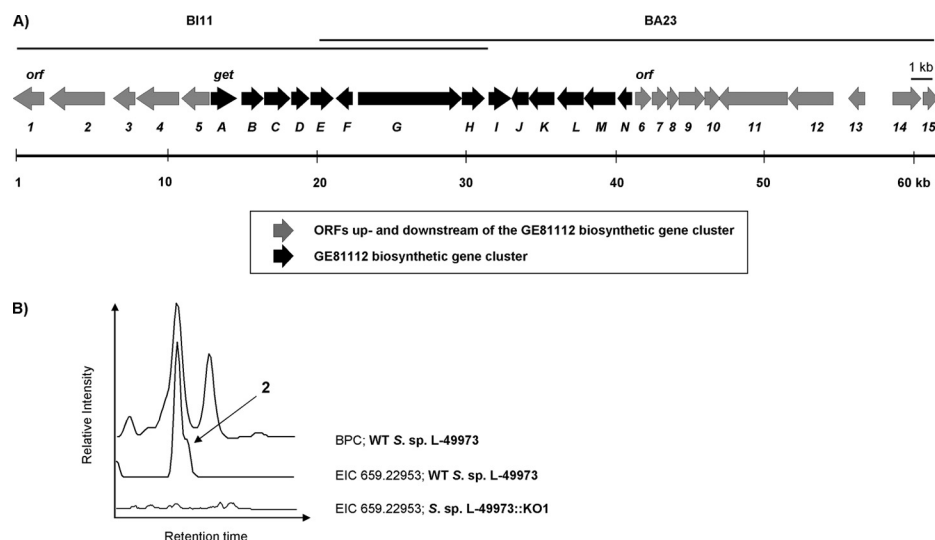 A)
BI11
BA23
1 kb
orf
get
orf
1 2 3 4 5 A B C D E F G H I J K L M N 6 7 8 9 10 11 12 13 14 15
1 10 20 30 40 50 60 kb
ORFs up- and downstream of the GE81112 biosynthetic gene cluster
GE81112 biosynthetic gene cluster
B)
Relative Intensity
2
BPC; WT S. sp. L-49973
EIC 659.22953; WT S. sp. L-49973
EIC 659.22953; S. sp. L-49973::KO1
Retention time